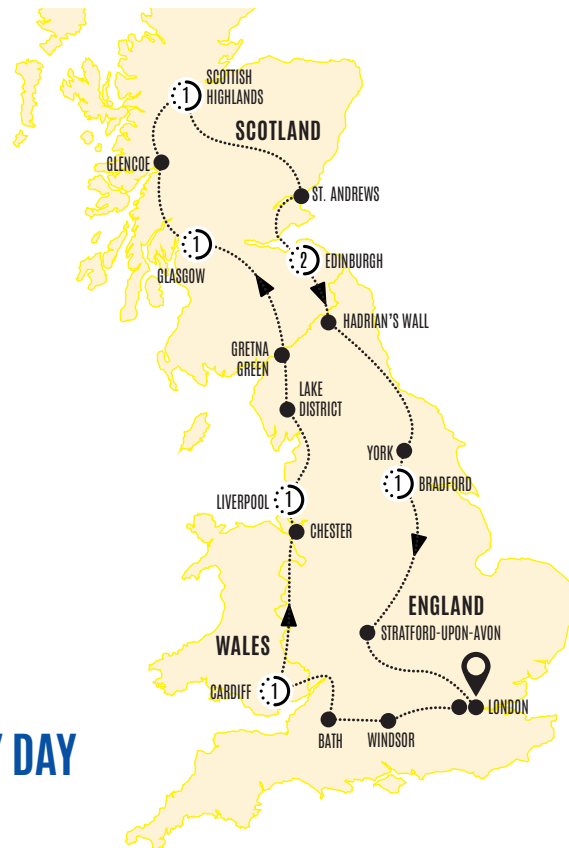 SCOTTISH
HIGHLANDS
1
SCOTLAND
GLENCOE
ST. ANDREWS
1
GLASGOW
2
EDINBURGH
HADRIAN'S WALL
GRETNA
GREEN
LAKE
DISTRICT
YORK
1
BRADFORD
LIVERPOOL
1
CHESTER
ENGLAND
STRATFORD-UPON-AVON
WALES
CARDIFF
1
LONDON
BATH
WINDSOR
DAY